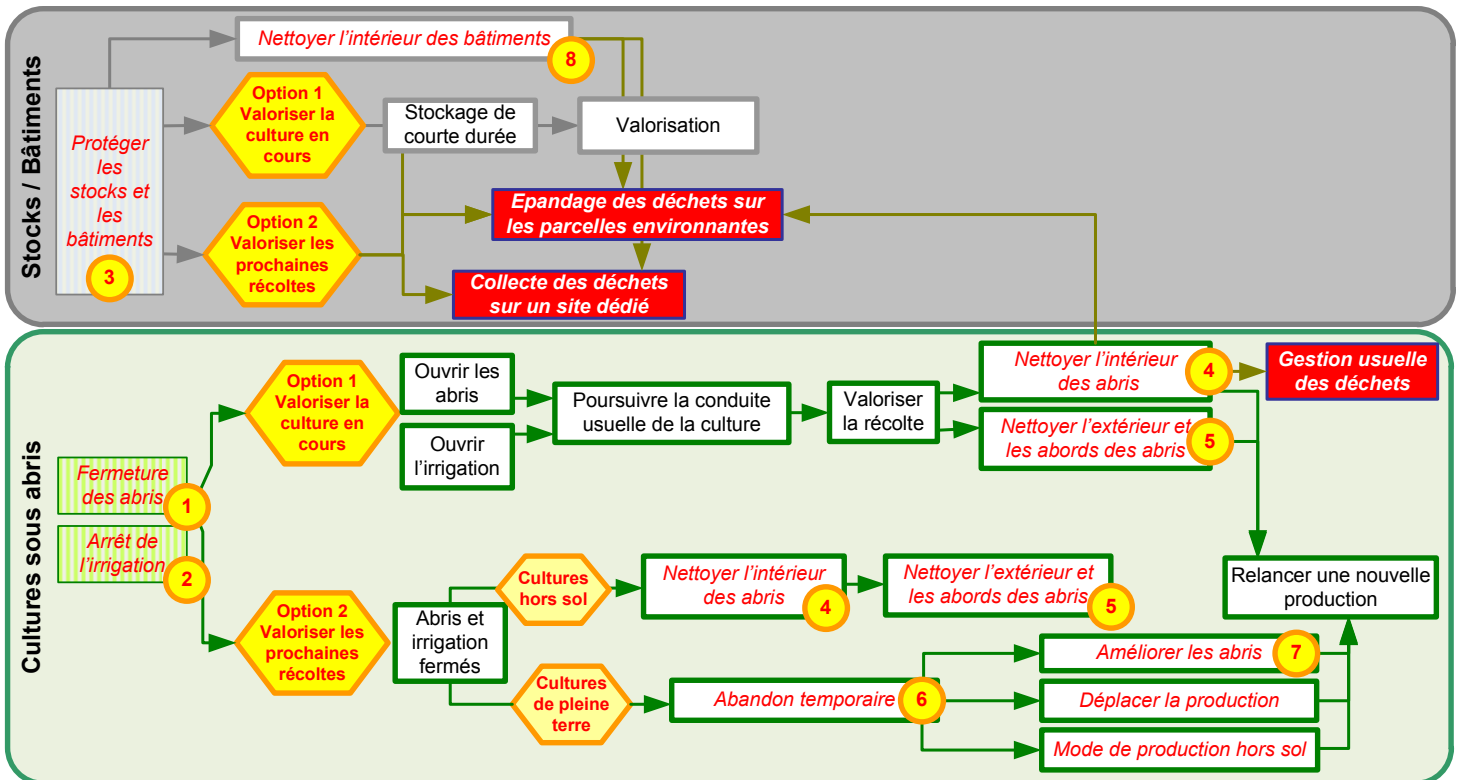 Stocks / Bâtiments
Nettoyer l'intérieur des bâtiments
8
Protéger
les
stocks et
les
bâtiments
3
Option 1
Valoriser la
culture en
cours
Stockage de
courte durée
Valorisation
Option 2
Valoriser les
prochaines
récoltes
Epandage des déchets sur
les parcelles environnantes
Collecte des déchets
sur un site dédié
Cultures sous abris
Fermeture
des abris
1
Arrêt de
l'irrigation
2
Option 1
Valoriser la
culture en
cours
Ouvrir les
abris
Ouvrir
l'irrigation
Poursuivre la conduite
usuelle de la culture
Valoriser
la récolte
Nettoyer l'intérieur
des abris
4
Gestion usuelle
des déchets
Nettoyer l'extérieur et
les abords des abris
5
Option 2
Valoriser les
prochaines
récoltes
Abris et
irrigation
fermés
Cultures
hors sol
Nettoyer l'intérieur
des abris
4
Nettoyer l'extérieur et
les abords des abris
5
Relancer une nouvelle
production
Cultures
de pleine
terre
Abandon temporaire
6
Améliorer les abris
7
Déplacer la production
Mode de production hors sol